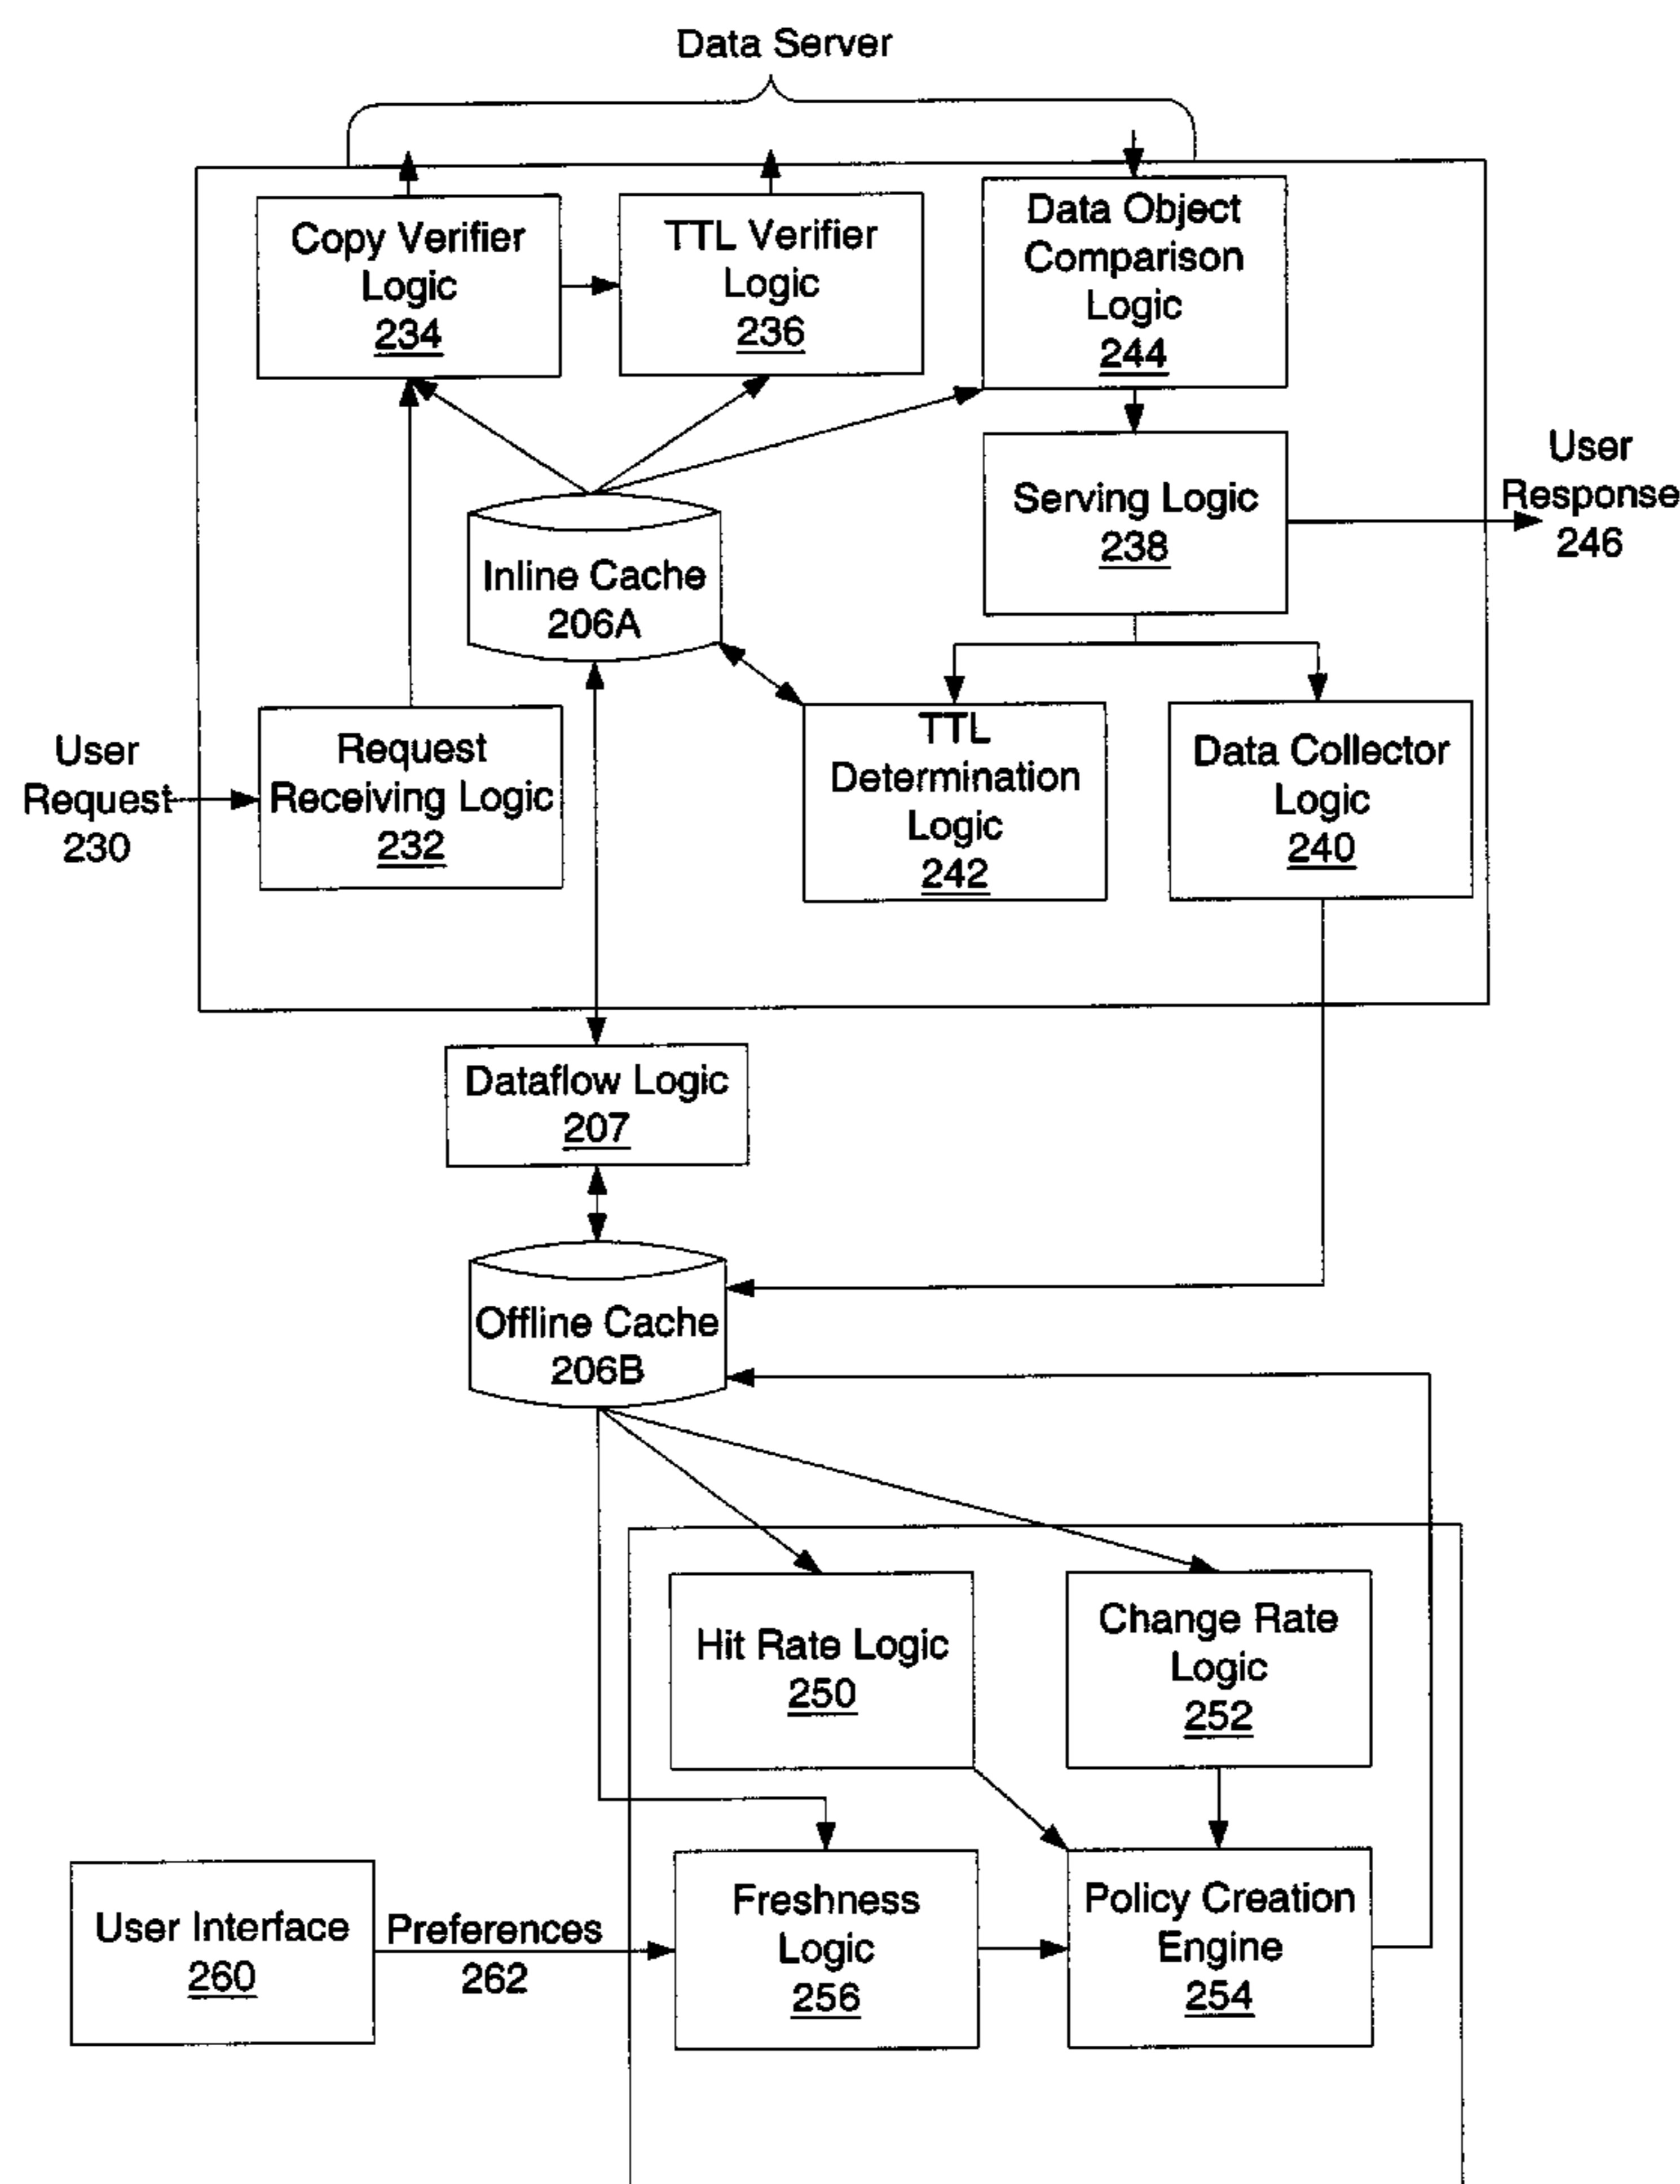 Data Server
Copy Verifier
Logic
234
TTL Verifier
Logic
236
Data Object
Comparison
Logic
244
Serving Logic
238
User
Response
246
Inline Cache
206A
User
Request
230
Request
Receiving Logic
232
TTL
Determination
Logic
242
Data Collector
Logic
240
Dataflow Logic
207
Offline Cache
206B
Hit Rate Logic
250
Change Rate
Logic
252
User Interface
260
Preferences
262
Freshness
Logic
256
Policy Creation
Engine
254